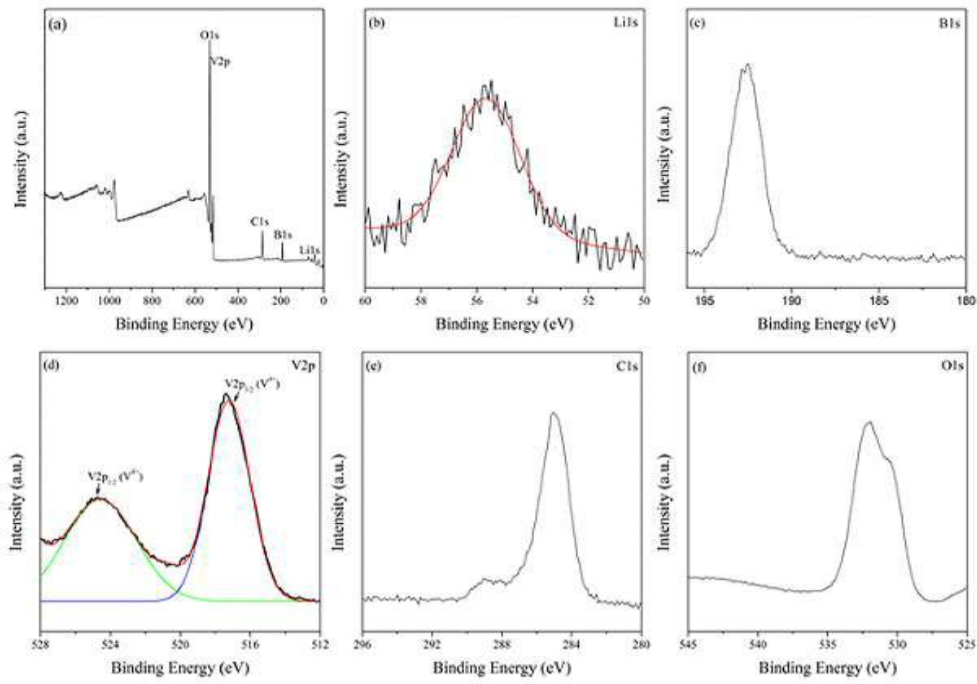 (a)
O1s
V2p
C1s
B1s
Li1s
Intensity (a.u.)
1200 1000 800 600 400 200 0
Binding Energy (eV)
(b) Li1s
Intensity (a.u.)
60 58 56 54 52 50
Binding Energy (eV)
(c) B1s
Intensity (a.u.)
195 190 185 180
Binding Energy (eV)
(d) V2p
V2p3/2 (V4+)
V2p1/2 (V4+)
Intensity (a.u.)
528 524 520 516 512
Binding Energy (eV)
(e) C1s
Intensity (a.u.)
296 292 288 284 280
Binding Energy (eV)
(f) O1s
Intensity (a.u.)
545 540 535 530 525
Binding Energy (eV)